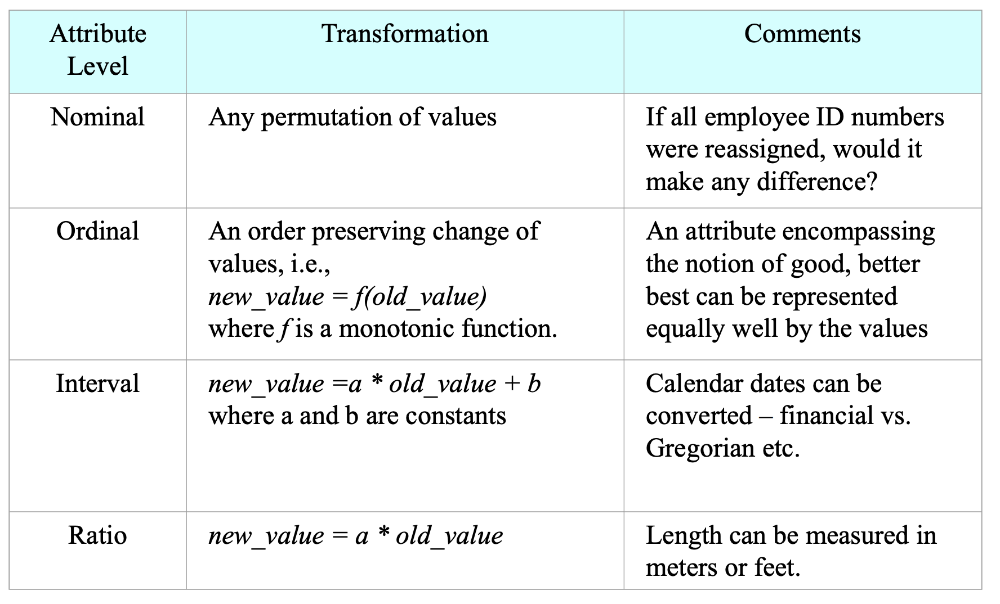 Attribute Level
Transformation
Comments
Nominal
Any permutation of values
If all employee ID numbers
were reassigned, would it
make any difference?
Ordinal
An order preserving change of
values, i.e.,
new_value = f(old_value)
where f is a monotonic function.
An attribute encompassing
the notion of good, better
best can be represented
equally well by the values
Interval
new_value =a * old_value + b
where a and b are constants
Calendar dates can be
converted – financial vs.
Gregorian etc.
Ratio
new_value = a * old_value
Length can be measured in
meters or feet.